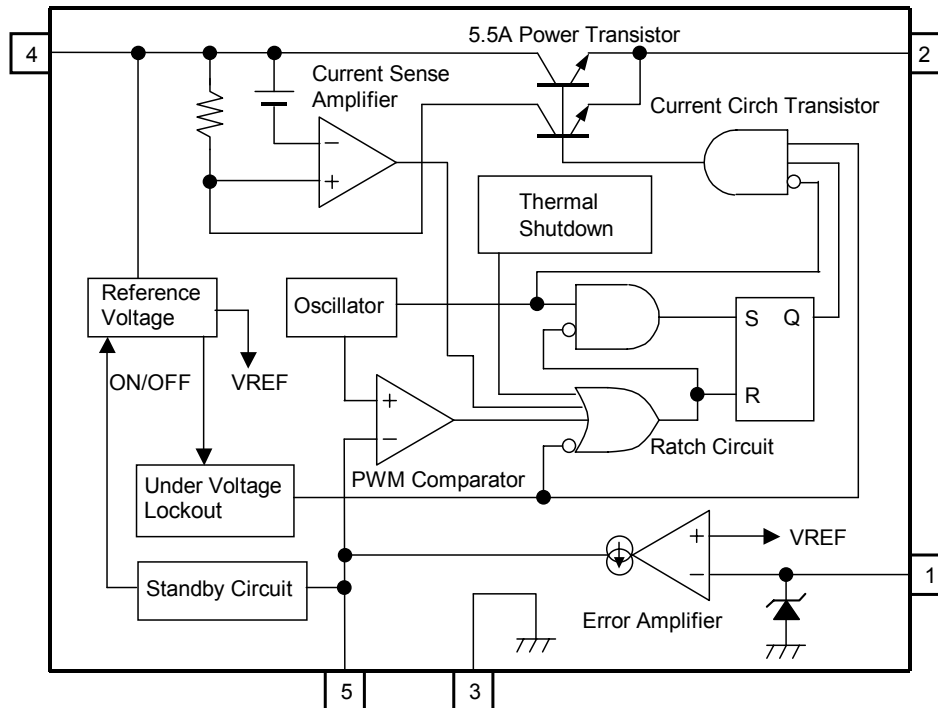 5.5A Power Transistor
4
2
Current Sense
Amplifier
Current Circh Transistor
−
+
Thermal
Shutdown
Reference
Voltage
Oscillator
S Q
R
ON/OFF
VREF
+
−
Ratch Circuit
PWM Comparator
Under Voltage
Lockout
+
−
VREF
1
Standby Circuit
Error Amplifier
5
3